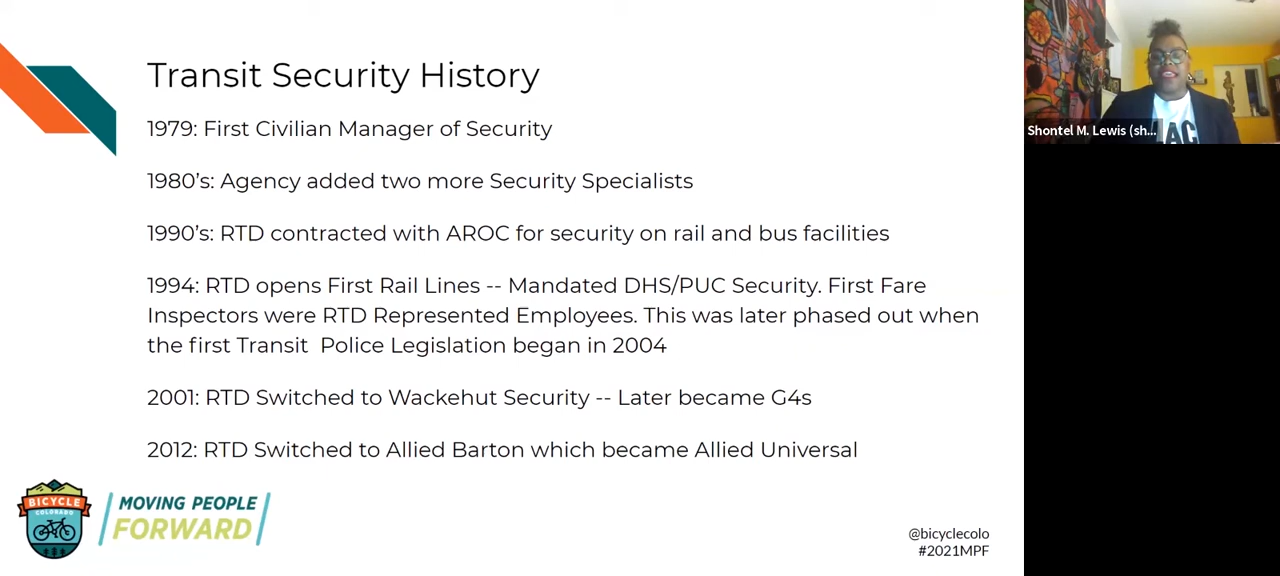 Transit Security History
1979: First Civilian Manager of Security
1980's: Agency added two more Security Specialists
1990's: RTD contracted with AROC for security on rail and bus facilities
1994: RTD opens First Rail Lines -- Mandated DHS/PUC Security. First Fare
Inspectors were RTD Represented Employees. This was later phased out when
the first Transit  Police Legislation began in 2004
2001: RTD Switched to Wackehut Security -- Later became G4s
2012: RTD Switched to Allied Barton which became Allied Universal
BICYCLE
COLORADO
MOVING PEOPLE
FORWARD
@bicyclecolo
#2021MPF
Shontel M. Lewis (sh...